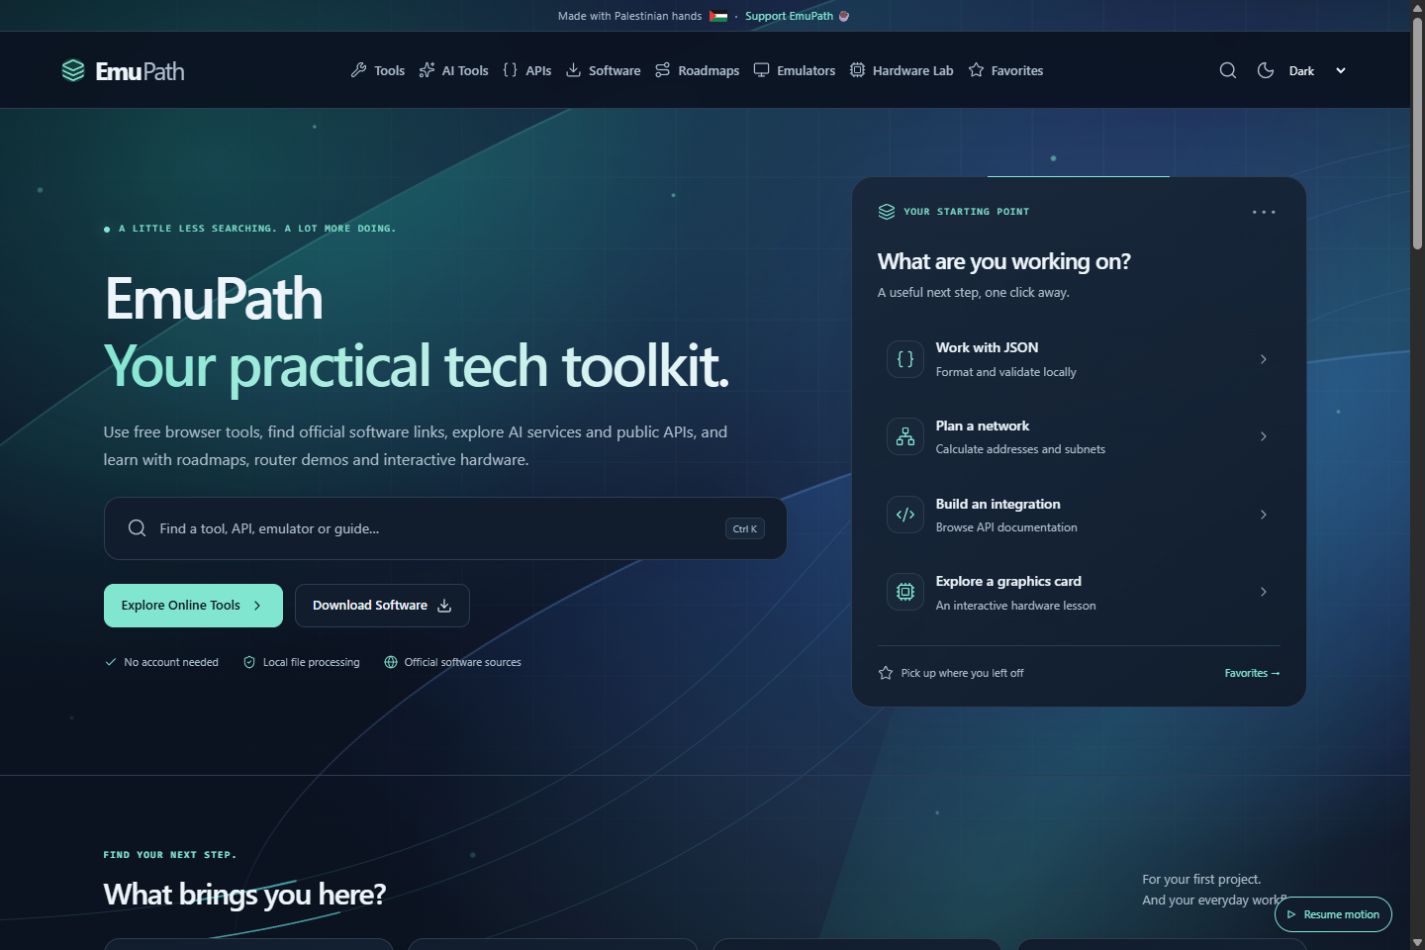 Made with Palestinian hands 🇵🇸 · Support EmuPath
EmuPath
Tools
AI Tools
APIs
Software
Roadmaps
Emulators
Hardware Lab
Favorites
Dark
A LITTLE LESS SEARCHING. A LOT MORE DOING.
EmuPath
Your practical tech toolkit.
Use free browser tools, find official software links, explore AI services and public APIs, and
learn with roadmaps, router demos and interactive hardware.
Find a tool, API, emulator or guide...
Ctrl K
Explore Online Tools
Download Software
No account needed
Local file processing
Official software sources
YOUR STARTING POINT
What are you working on?
A useful next step, one click away.
Work with JSON
Format and validate locally
Plan a network
Calculate addresses and subnets
Build an integration
Browse API documentation
Explore a graphics card
An interactive hardware lesson
Pick up where you left off
Favorites →
FIND YOUR NEXT STEP.
What brings you here?
For your first project.
And your everyday
Resume motion